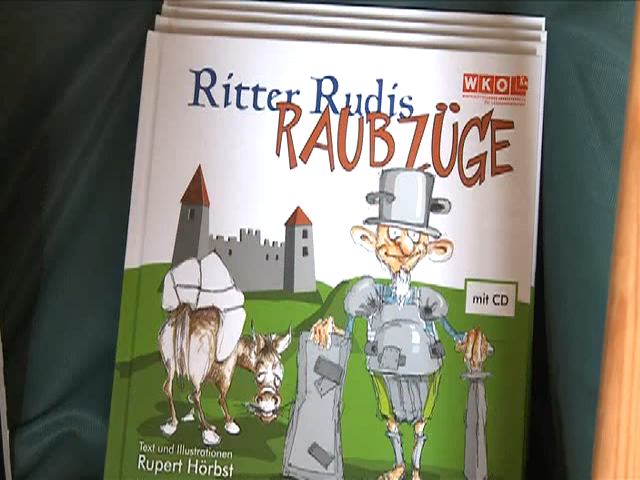 Ritter Rudis
RAUBZÜGE
WKO
mit CD
Text und Illustrationen
Rupert Hörbst